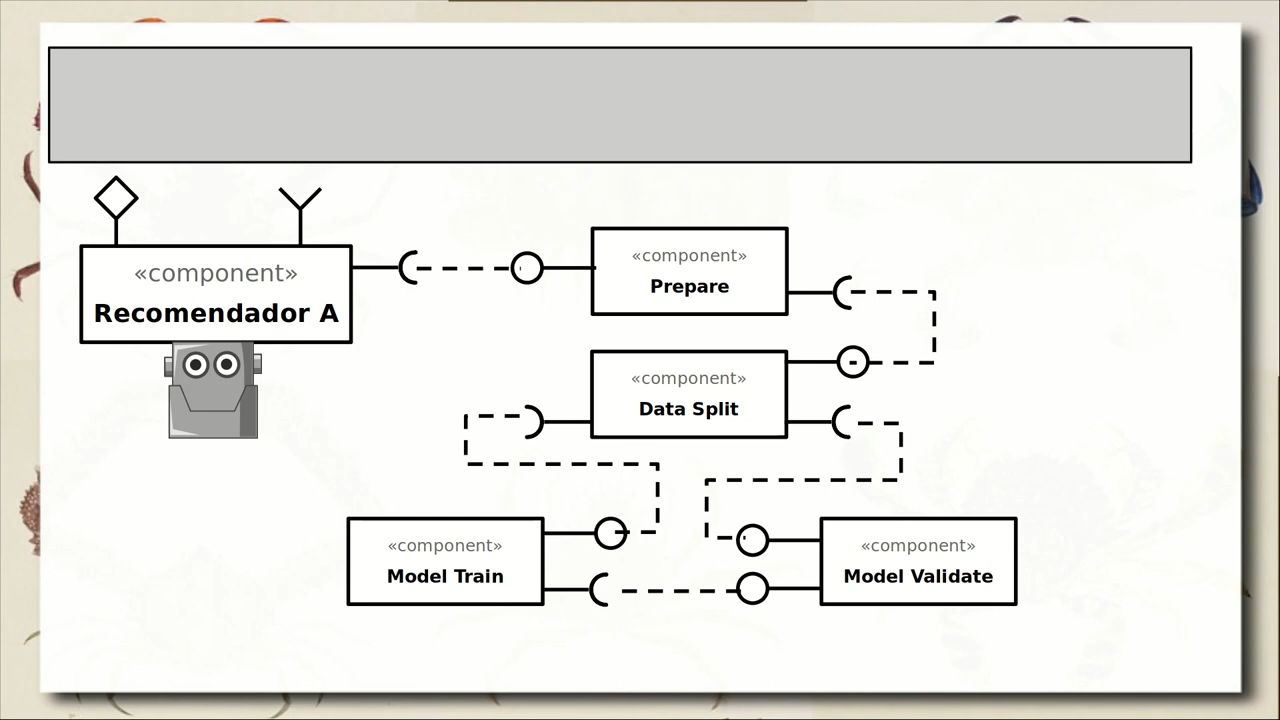 «component»
Recomendador A
«component»
Prepare
«component»
Data Split
«component»
Model Train
«component»
Model Validate